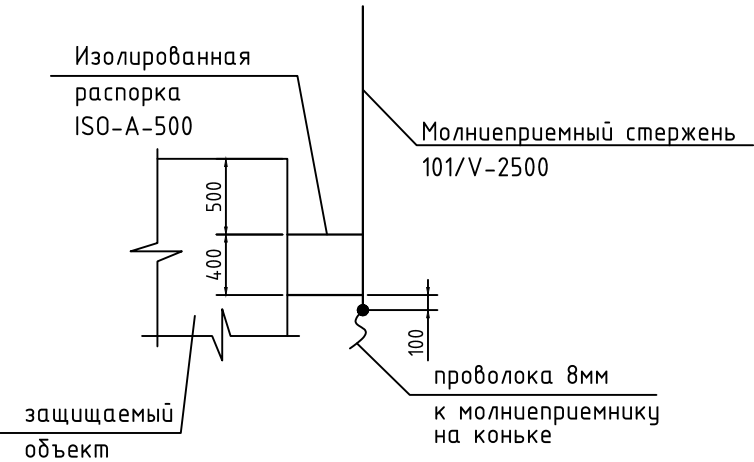 Изолированная
распорка
ISO-A-500
Молниеприемный стержень
101/V-2500
500
400
100
проволока 8мм
к молниеприемнику
на коньке
защищаемый
объект